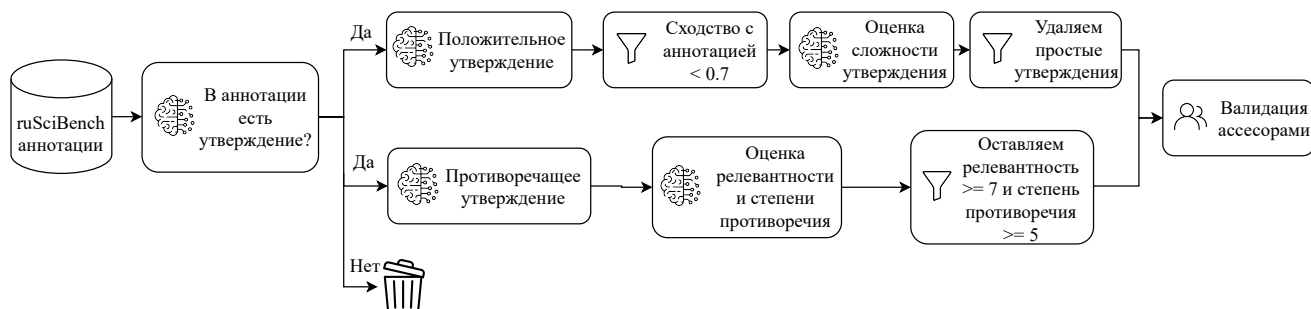 ruSciBench
аннотации
В аннотации
есть
утверждение?
Да
Положительное
утверждение
Сходство с
аннотацией
< 0.7
Оценка
сложности
утверждения
Удаляем
простые
утверждения
Да
Противоречащее
утверждение
Оценка
релевантности
и степени
противоречия
Оставляем
релевантность
>= 7 и степень
противоречия
>= 5
Валидация
ассесорами
Нет